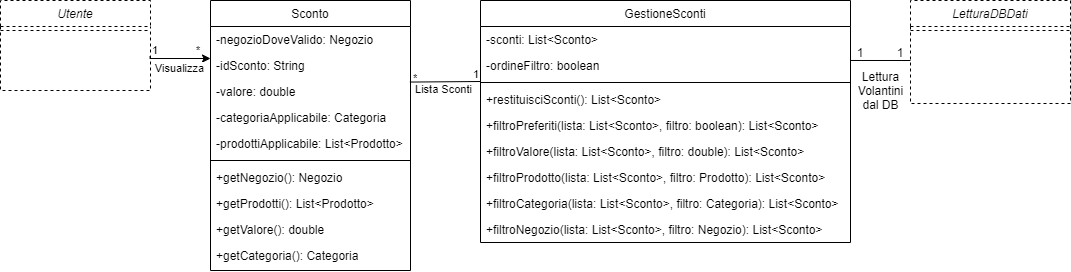 Utente
1
*
Visualizza
Sconto
-negozioDoveValido: Negozio
-idSconto: String
-valore: double
-categoriaApplicabile: Categoria
-prodottiApplicabile: List<Prodotto>
+getNegozio(): Negozio
+getProdotti(): List<Prodotto>
+getValore(): double
+getCategoria(): Categoria
*
1
Lista Sconti
GestioneSconti
-sconti: List<Sconto>
-ordineFiltro: boolean
+restituisciSconti(): List<Sconto>
+filtroPreferiti(lista: List<Sconto>, filtro: boolean): List<Sconto>
+filtroValore(lista: List<Sconto>, filtro: double): List<Sconto>
+filtroProdotto(lista: List<Sconto>, filtro: Prodotto): List<Sconto>
+filtroCategoria(lista: List<Sconto>, filtro: Categoria): List<Sconto>
+filtroNegozio(lista: List<Sconto>, filtro: Negozio): List<Sconto>
1
1
Lettura
Volantini
dal DB
LetturaDBDati